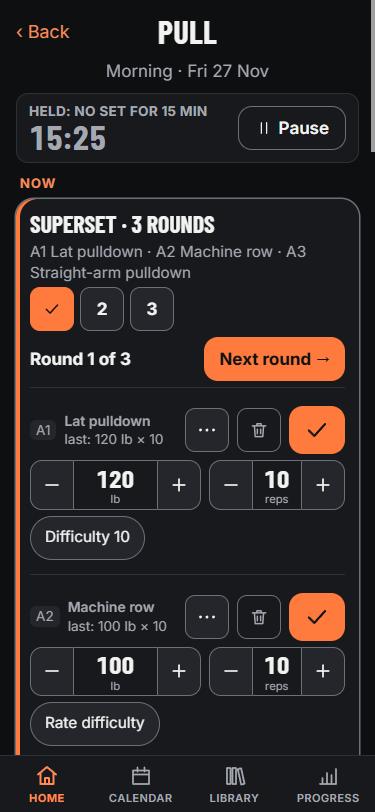 ‹ Back
PULL
Morning · Fri 27 Nov
HELD: NO SET FOR 15 MIN
15:25
Pause
NOW
SUPERSET · 3 ROUNDS
A1 Lat pulldown · A2 Machine row · A3
Straight-arm pulldown
2
3
Round 1 of 3
Next round →
A1
Lat pulldown
last: 120 lb × 10
−
120
lb
+
−
10
reps
+
Difficulty 10
A2
Machine row
last: 100 lb × 10
−
100
lb
+
−
10
reps
+
Rate difficulty
HOME
CALENDAR
LIBRARY
PROGRESS